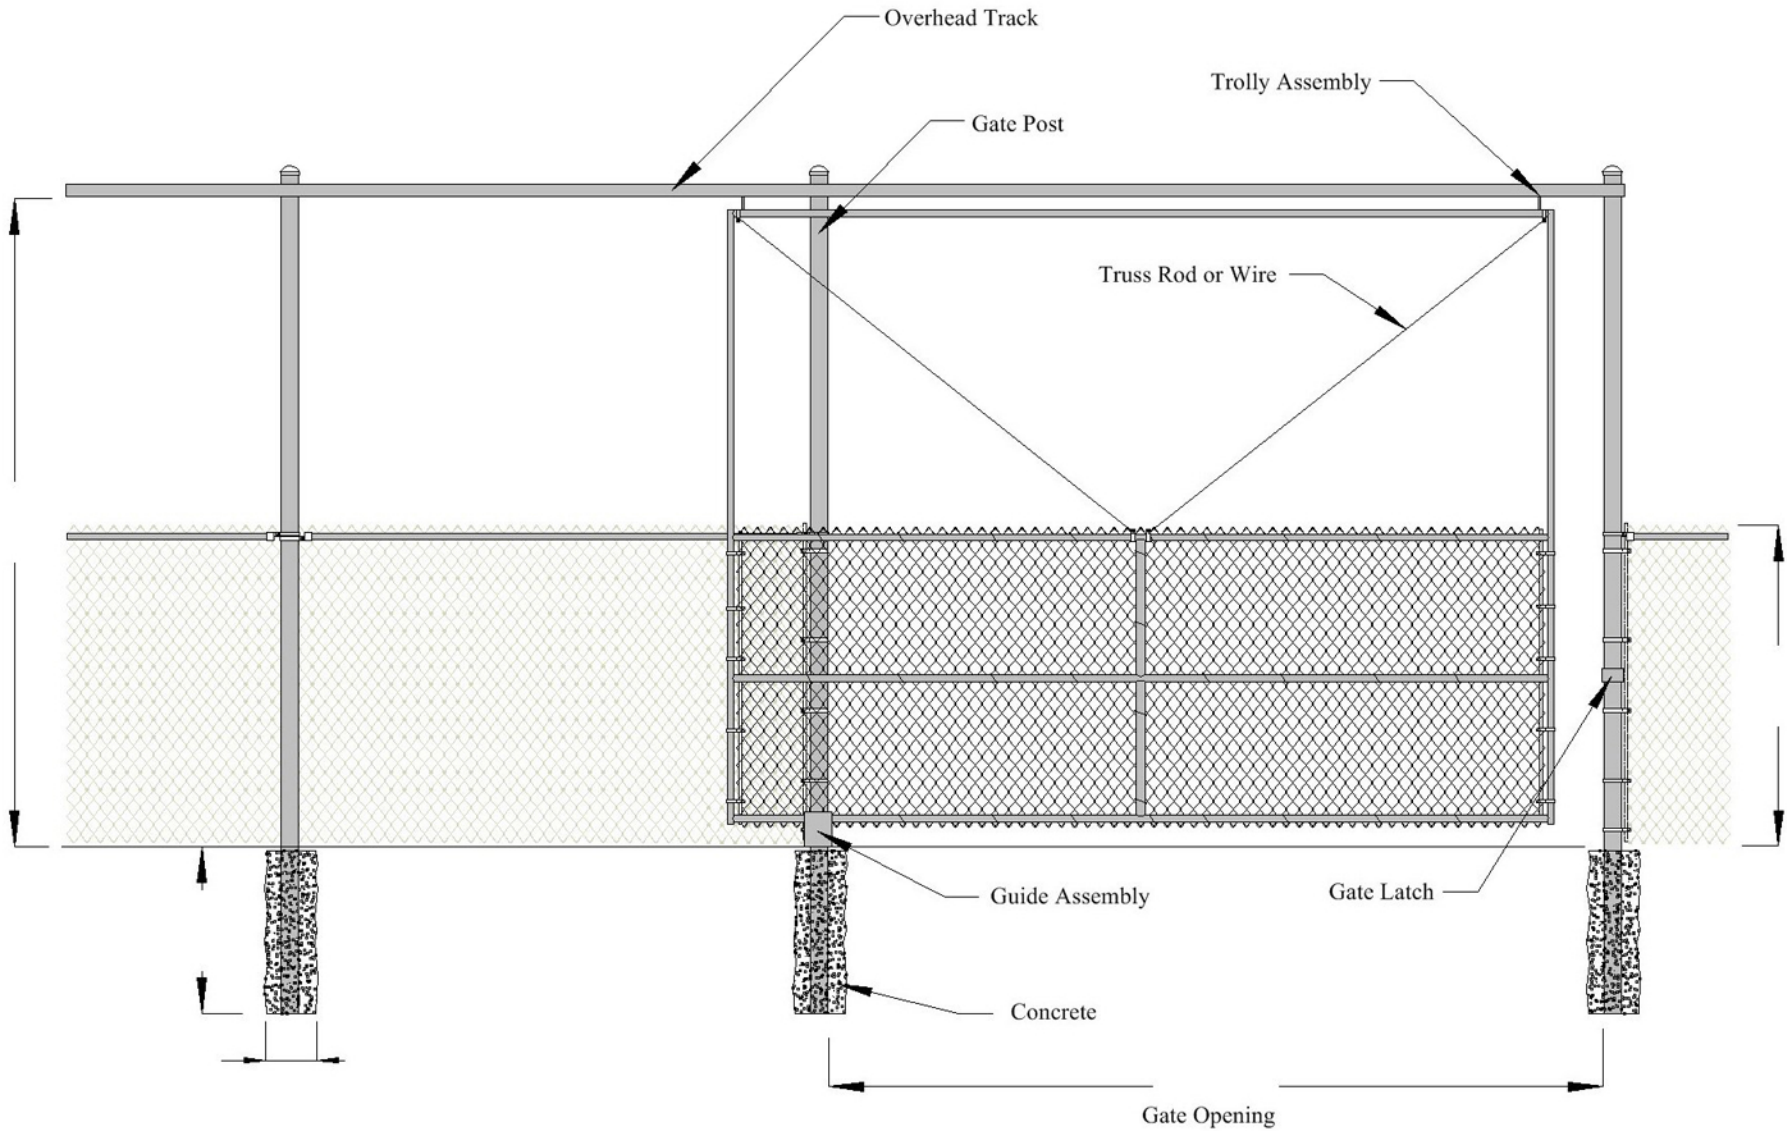 Overhead Track
Trolly Assembly
Gate Post
Truss Rod or Wire
Guide Assembly
Gate Latch
Concrete
Gate Opening